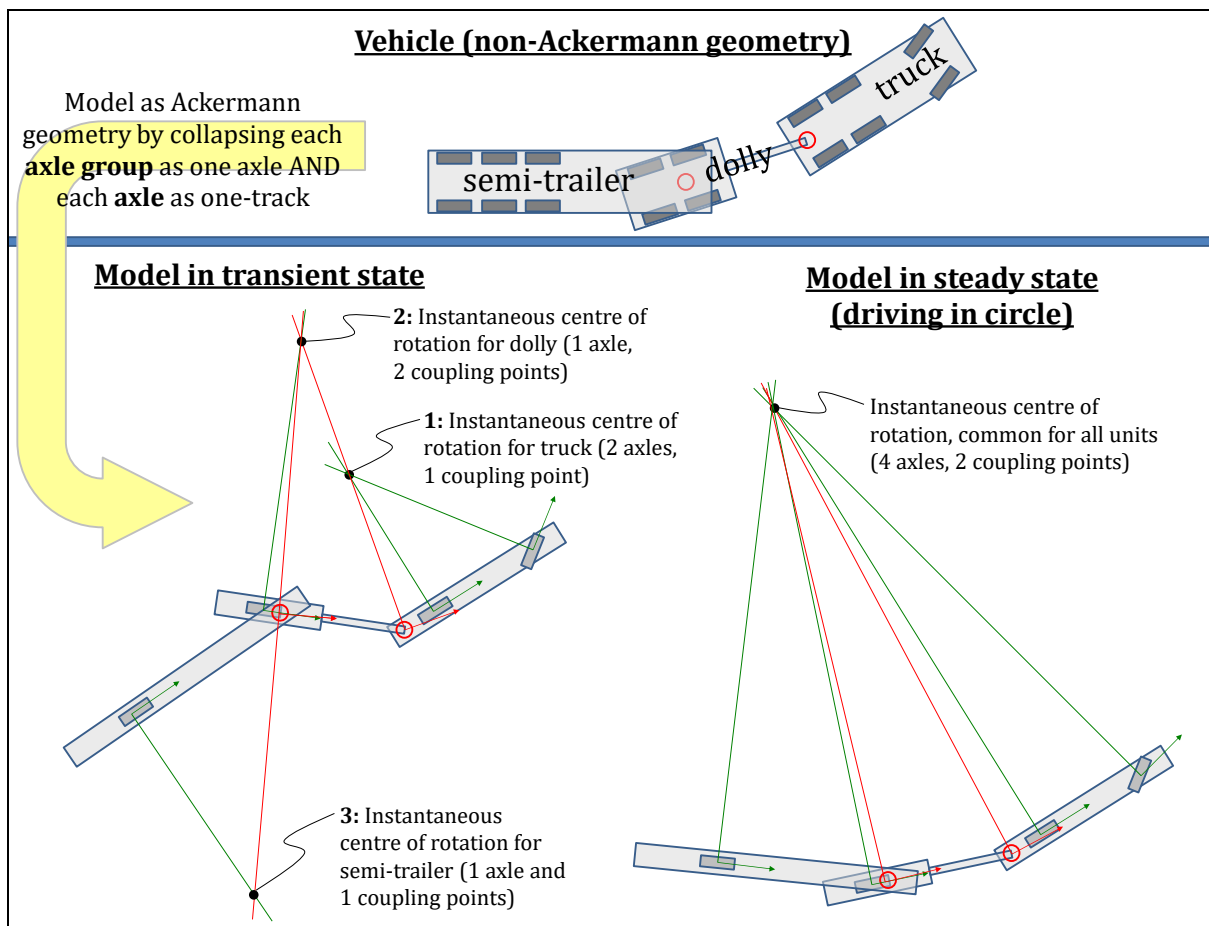 Vehicle (non-Ackermann geometry)
truck
dolly
semi-trailer
Model as Ackermann
geometry by collapsing each
axle group as one axle AND
each axle as one-track
Model in transient state
2: Instantaneous centre of
rotation for dolly (1 axle,
2 coupling points)
1: Instantaneous centre of
rotation for truck (2 axles,
1 coupling point)
3: Instantaneous
centre of rotation for
semi-trailer (1 axle and
1 coupling points)
Model in steady state
(driving in circle)
Instantaneous centre of
rotation, common for all units
(4 axles, 2 coupling points)